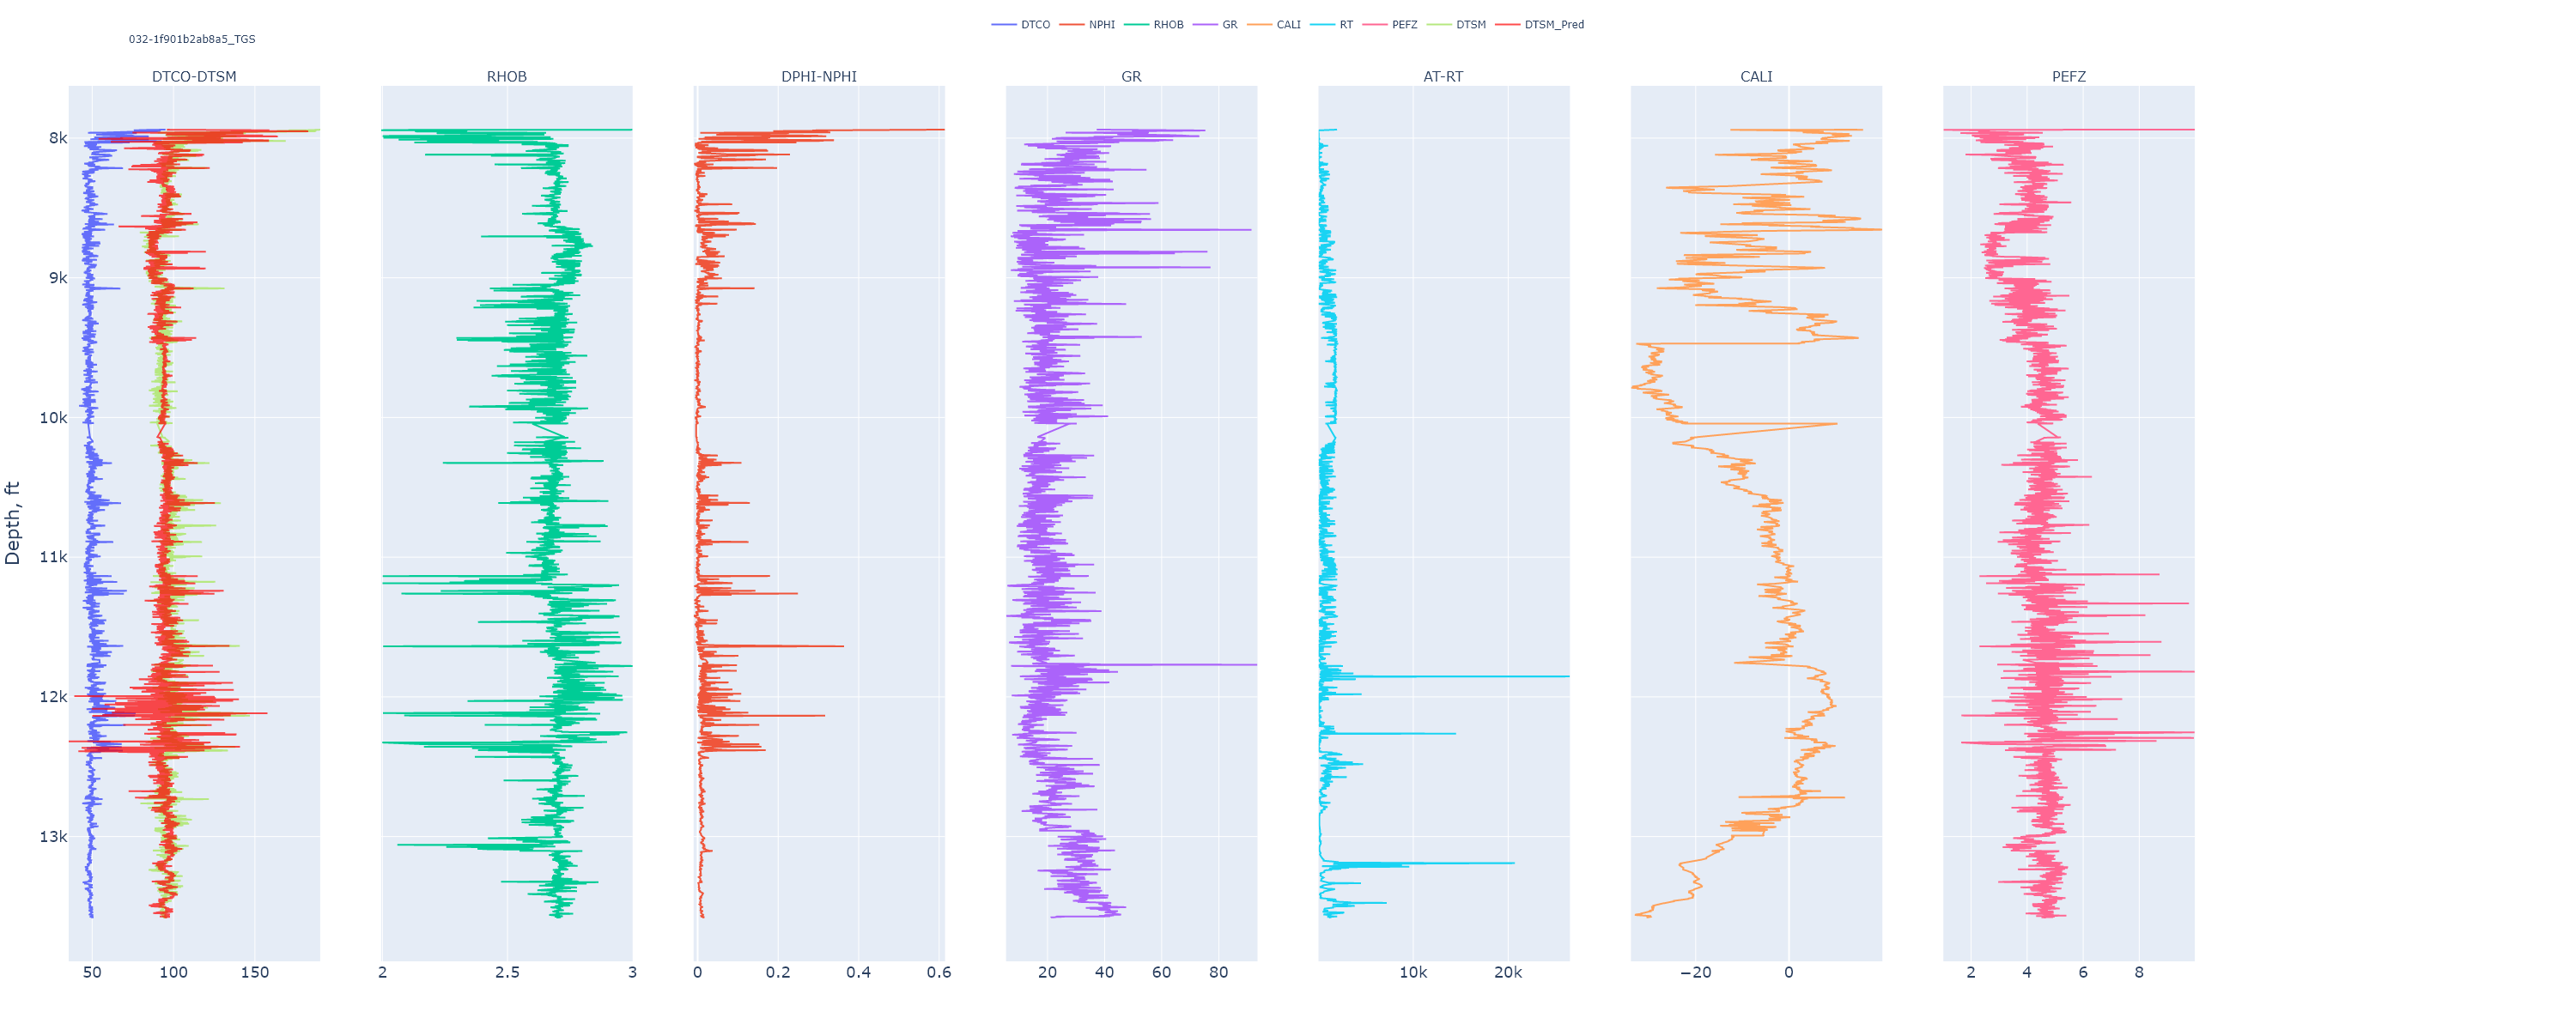 DTCO NPHI RHOB GR CALI RT PEFZ DTSM DTSM_Pred
032-1f901b2ab8a5_TGS
DTCO-DTSM RHOB DPHI-NPHI GR AT-RT CALI PEFZ
8k
9k
10k
11k
12k
13k
Depth, ft
50 100 150 2 2.5 3 0 0.2 0.4 0.6 20 40 60 80 10k 20k −20 0 2 4 6 8